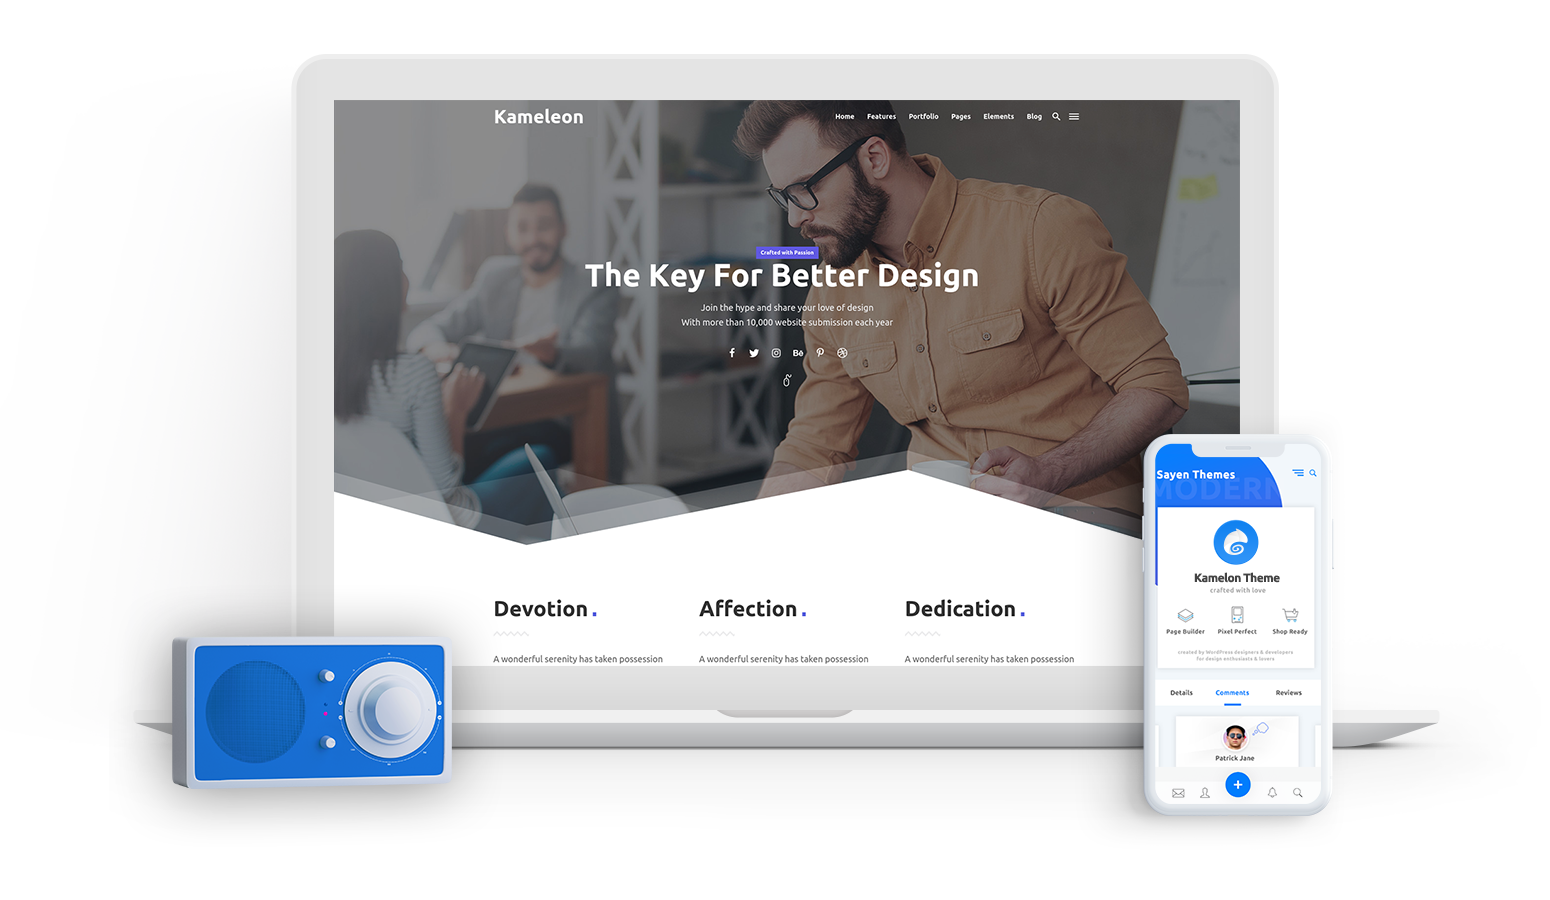 Kameleon
Home Features Portfolio Pages Elements Blog
Crafted with Passion
The Key For Better Design
Join the hype and share your love of design
With more than 10,000 website submission each year
Bē
Devotion .
Affection .
Dedication .
A wonderful serenity has taken possession
A wonderful serenity has taken possession
A wonderful serenity has taken possession
Sayen Themes
MODERN
Kamelon Theme
crafted with love
Page Builder Pixel Perfect Shop Ready
created by WordPress designers & developers
for design enthusiests & lovers
Details Comments Reviews
Patrick Jane